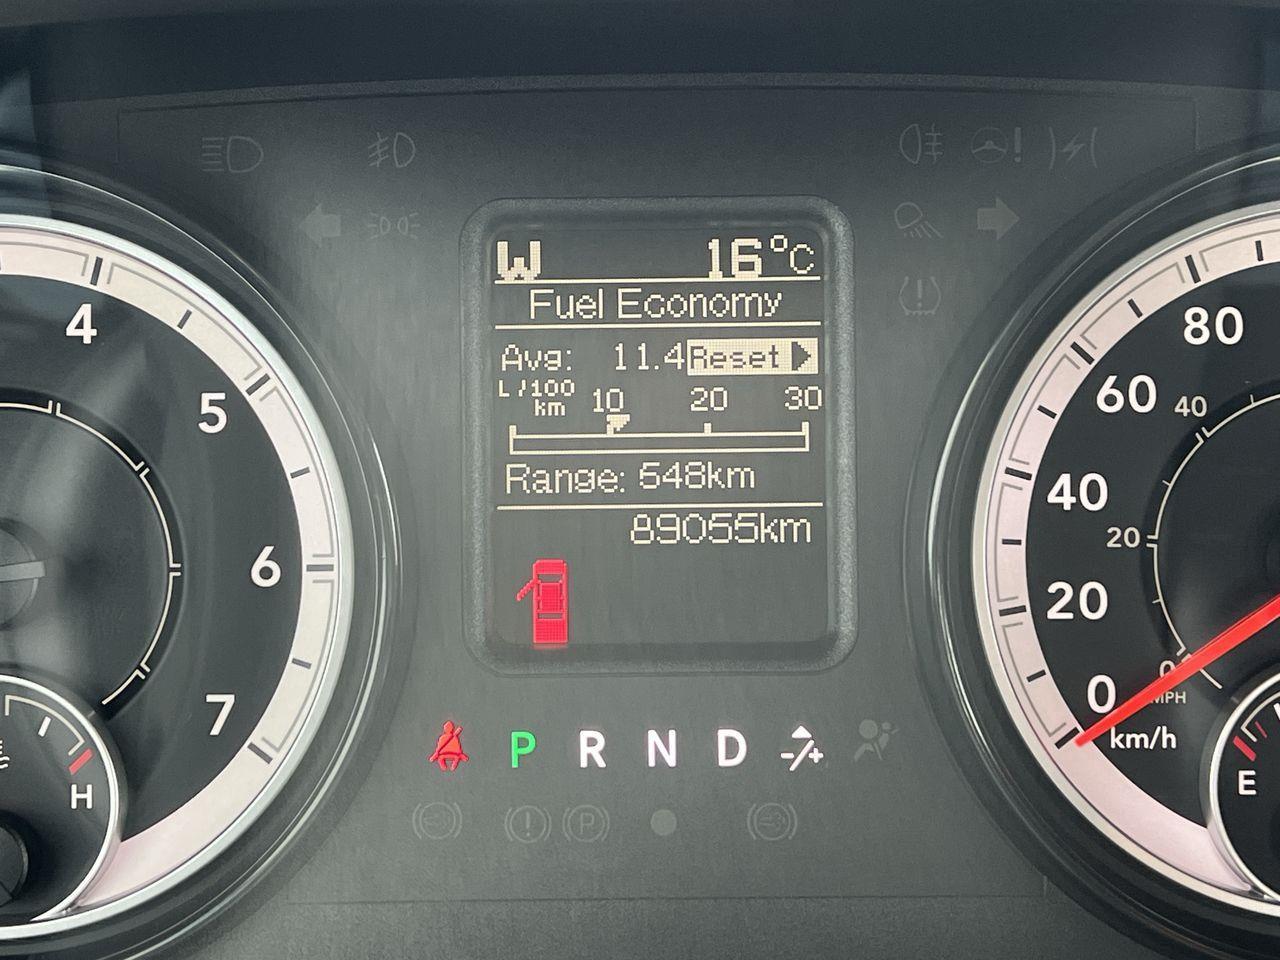 W 16°C
Fuel Economy
Avg: 11.4 Reset
L/100 km
10 20 30
Range: 548km
89055km
P R N D -/+
4
5
6
7
H
80
60
40
20
0
km/h
40
20
0
MPH
E